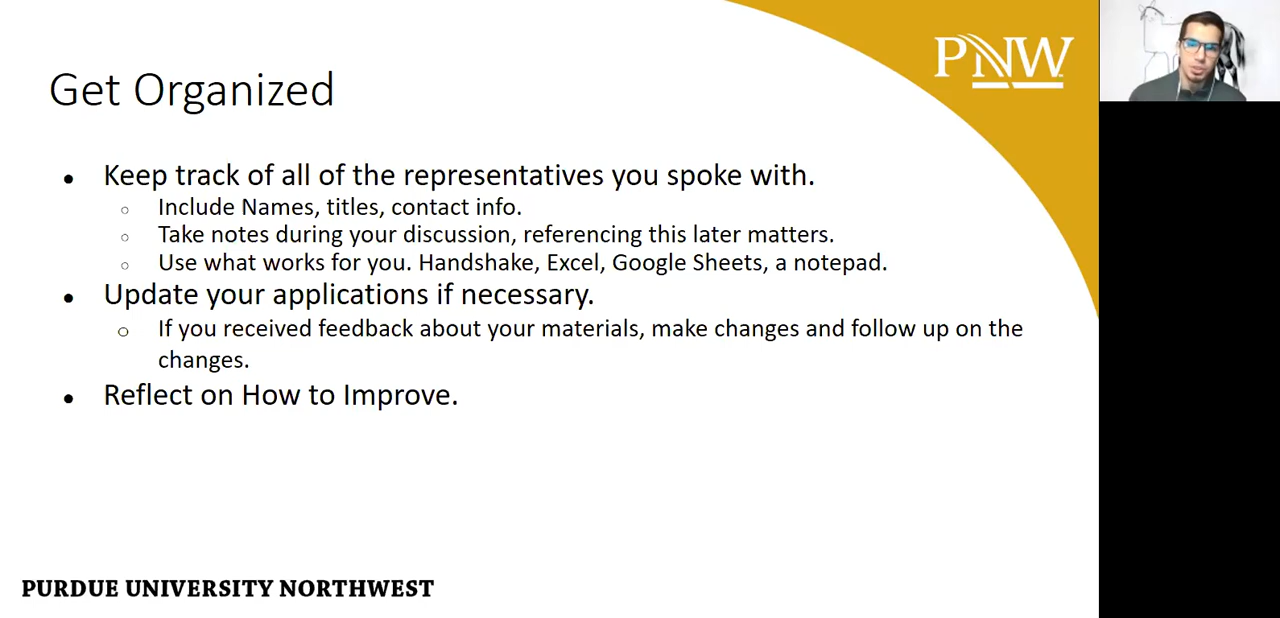 PNW
Get Organized
● Keep track of all of the representatives you spoke with.
○ Include Names, titles, contact info.
○ Take notes during your discussion, referencing this later matters.
○ Use what works for you. Handshake, Excel, Google Sheets, a notepad.
● Update your applications if necessary.
○ If you received feedback about your materials, make changes and follow up on the
changes.
● Reflect on How to Improve.
PURDUE UNIVERSITY NORTHWEST